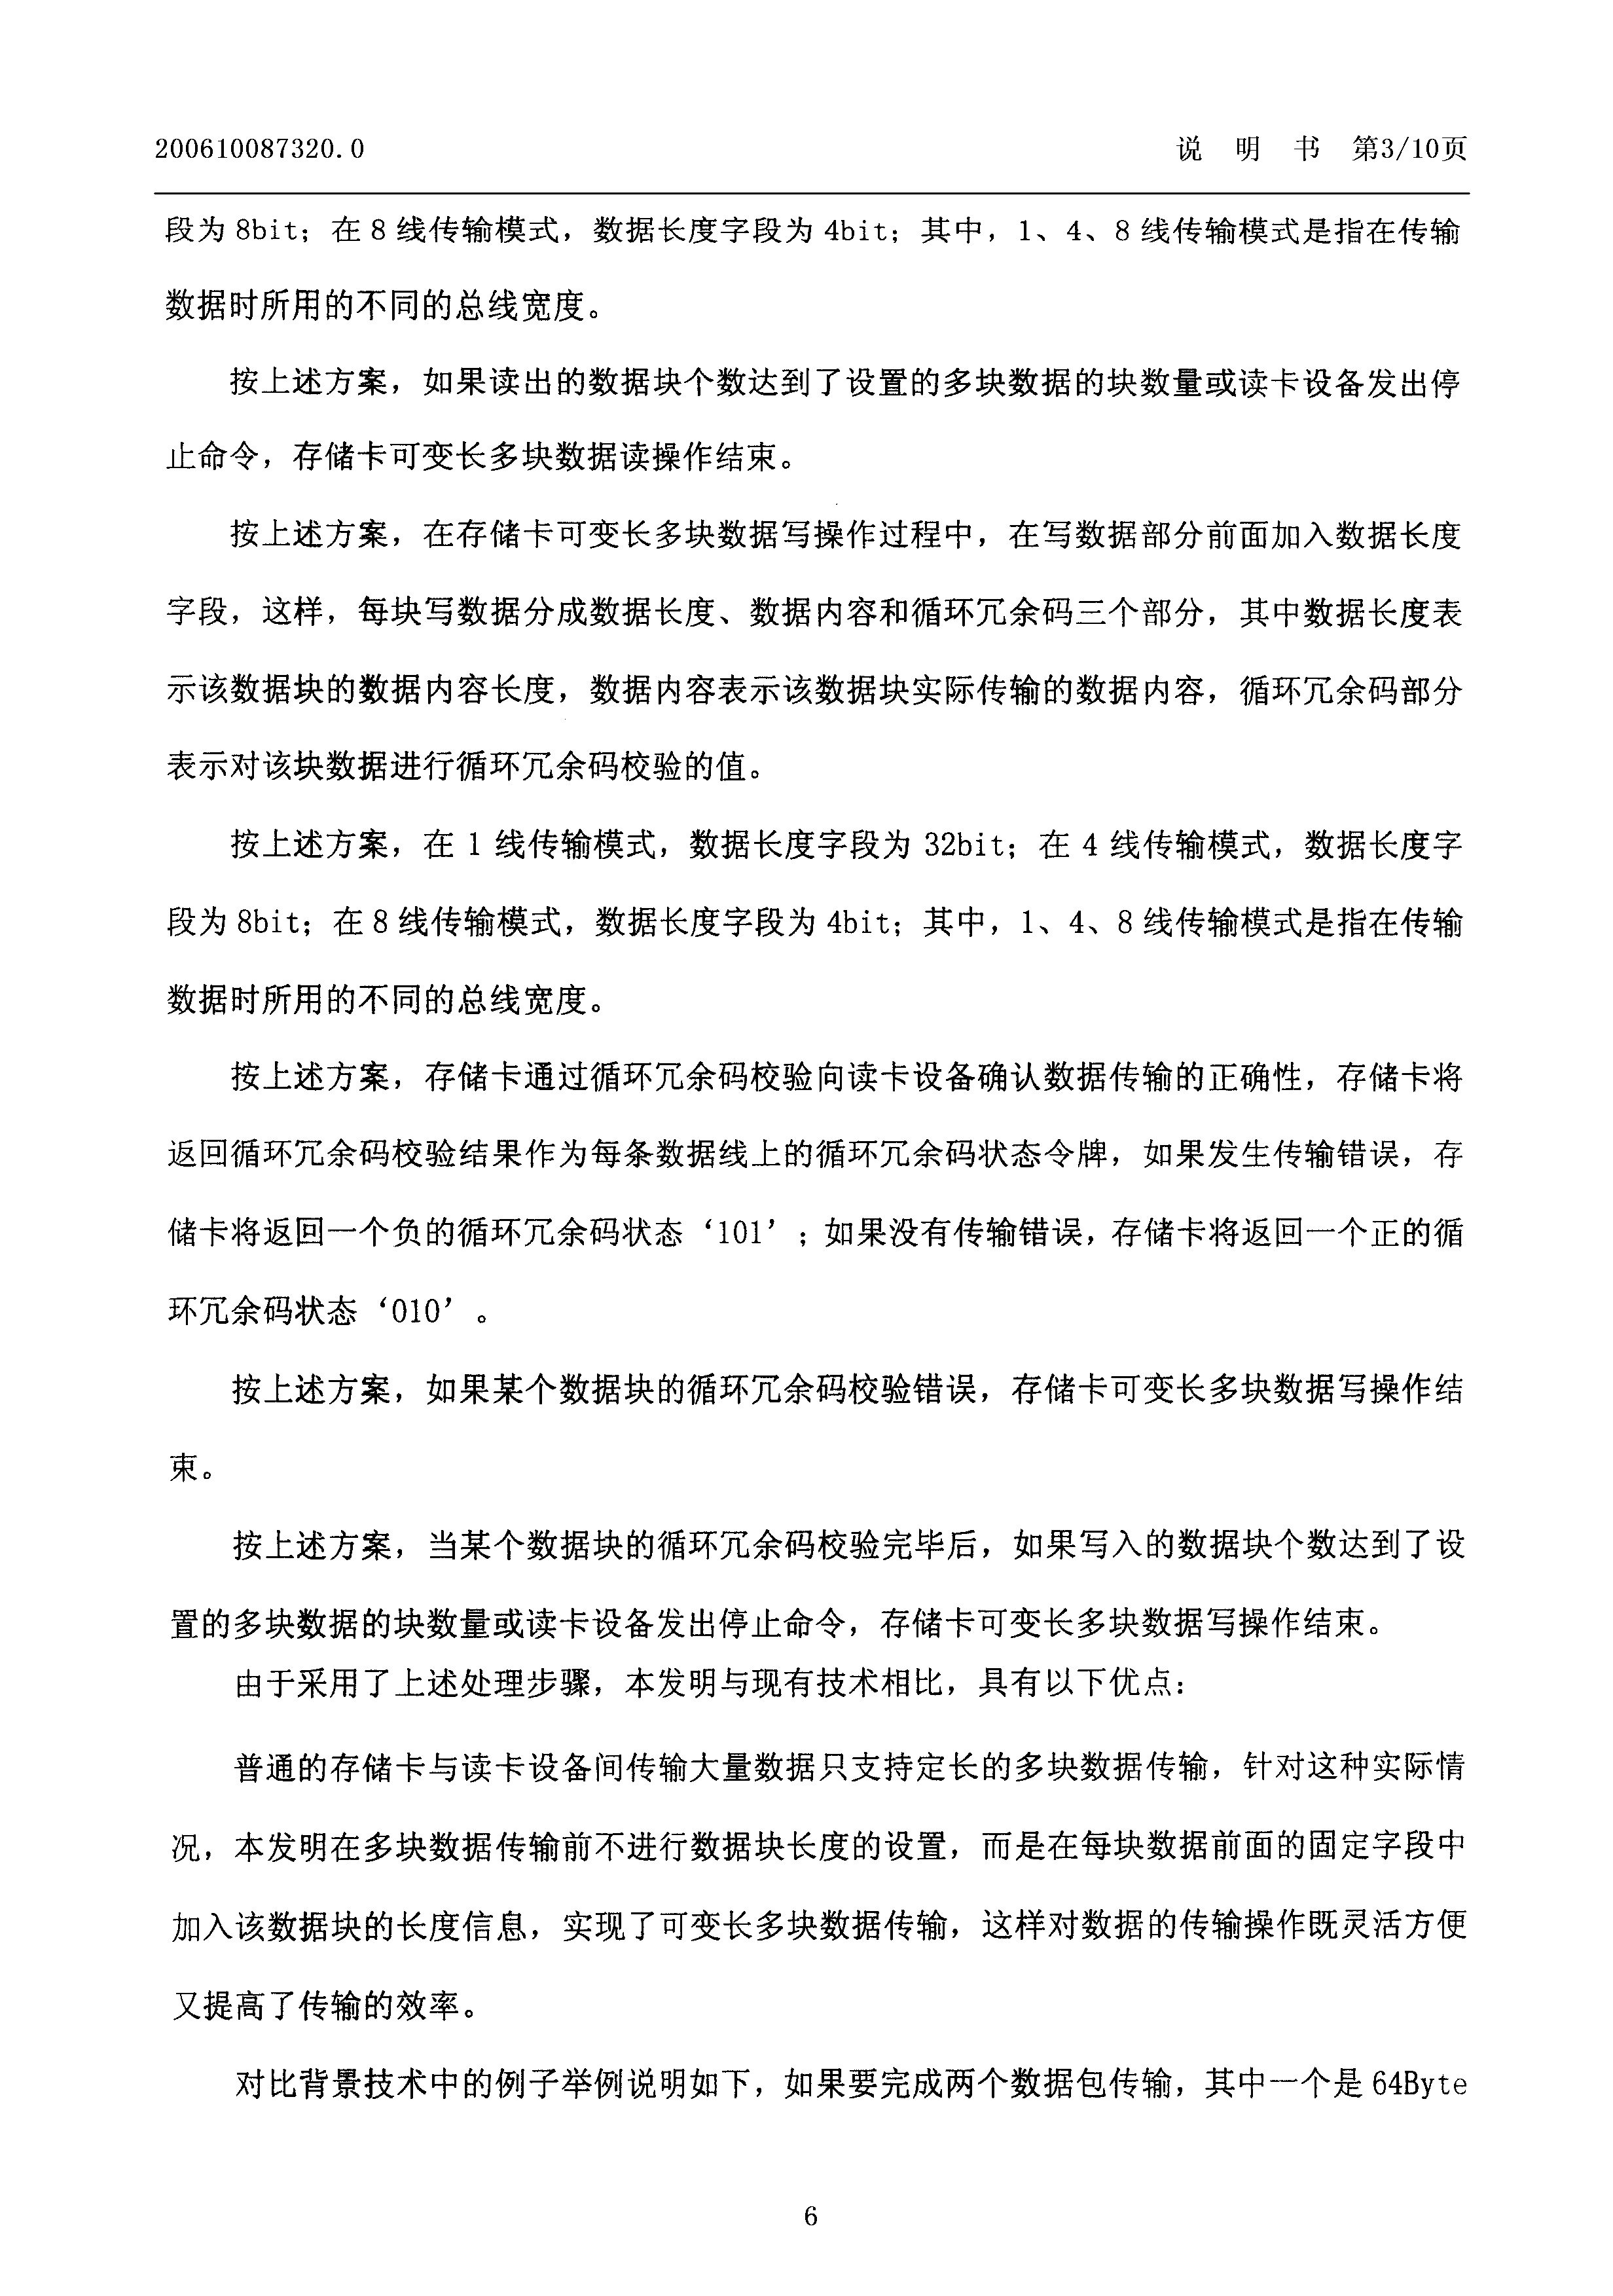 200610087320.0
说 明 书 第3/10页
段为 8bit；在 8 线传输模式，数据长度字段为 4bit；其中，1、4、8 线传输模式是指在传输
数据时所用的不同的总线宽度。
按上述方案，如果读出的数据块个数达到了设置的多块数据的块数量或读卡设备发出停
止命令，存储卡可变长多块数据读操作结束。
按上述方案，在存储卡可变长多块数据写操作过程中，在写数据部分前面加入数据长度
字段，这样，每块写数据分成数据长度、数据内容和循环冗余码三个部分，其中数据长度表
示该数据块的数据内容长度，数据内容表示该数据块实际传输的数据内容，循环冗余码部分
表示对该块数据进行循环冗余码校验的值。
按上述方案，在 1 线传输模式，数据长度字段为 32bit；在 4 线传输模式，数据长度字
段为 8bit；在 8 线传输模式，数据长度字段为 4bit；其中，1、4、8 线传输模式是指在传输
数据时所用的不同的总线宽度。
按上述方案，存储卡通过循环冗余码校验向读卡设备确认数据传输的正确性，存储卡将
返回循环冗余码校验结果作为每条数据线上的循环冗余码状态令牌，如果发生传输错误，存
储卡将返回一个负的循环冗余码状态‘101’；如果没有传输错误，存储卡将返回一个正的循
环冗余码状态‘010’。
按上述方案，如果某个数据块的循环冗余码校验错误，存储卡可变长多块数据写操作结
束。
按上述方案，当某个数据块的循环冗余码校验完毕后，如果写入的数据块个数达到了设
置的多块数据的块数量或读卡设备发出停止命令，存储卡可变长多块数据写操作结束。
由于采用了上述处理步骤，本发明与现有技术相比，具有以下优点：
普通的存储卡与读卡设备间传输大量数据只支持定长的多块数据传输，针对这种实际情
况，本发明在多块数据传输前不进行数据块长度的设置，而是在每块数据前面的固定字段中
加入该数据块的长度信息，实现了可变长多块数据传输，这样对数据的传输操作既灵活方便
又提高了传输的效率。
对比背景技术中的例子举例说明如下，如果要完成两个数据包传输，其中一个是 64Byte
6